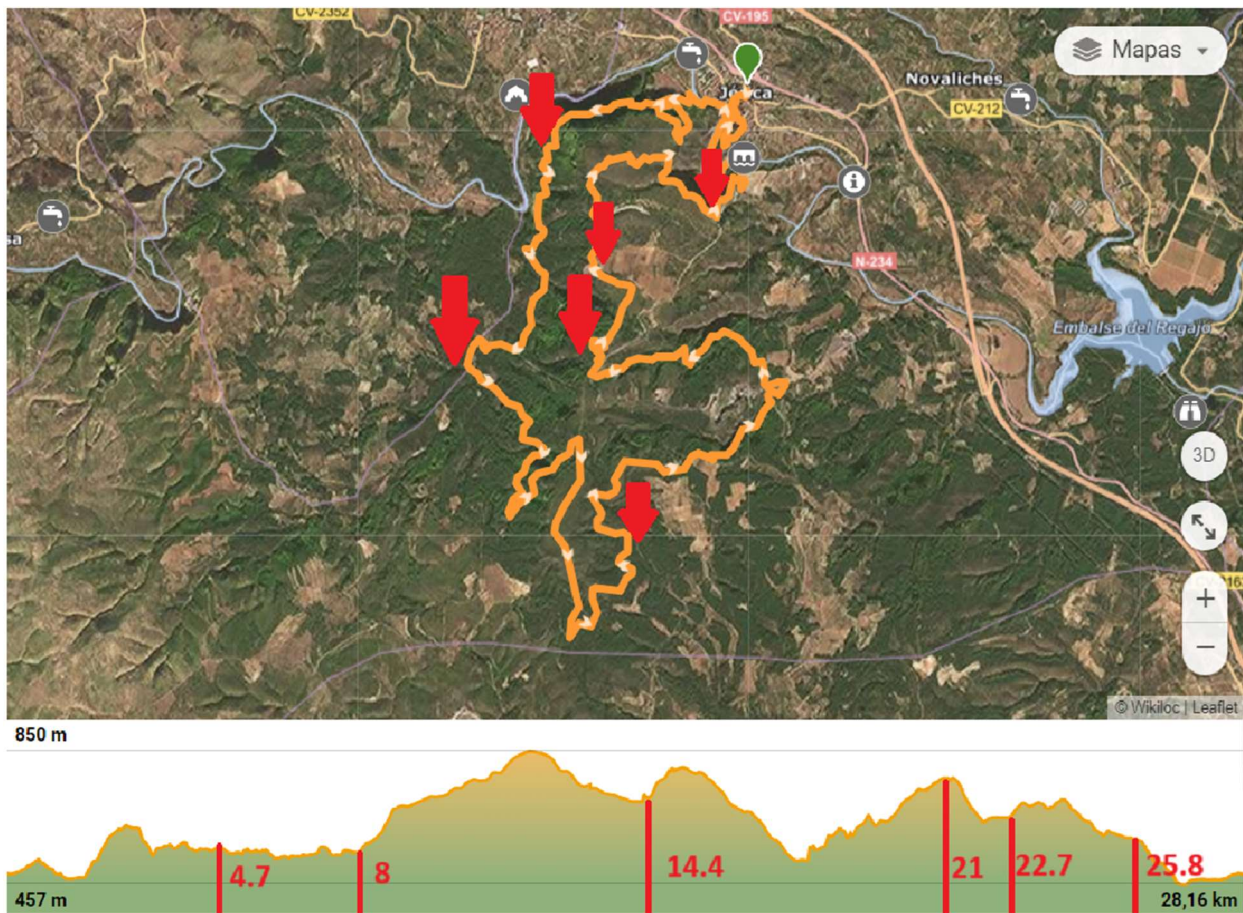 CV-2352
CV-195
Mapas
Novaliches
CV-212
N-234
Embalse del Regajo
3D
+
−
© Wikiloc | Leaflet
850 m
4.7
8
14.4
21
22.7
25.8
457 m
28,16 km